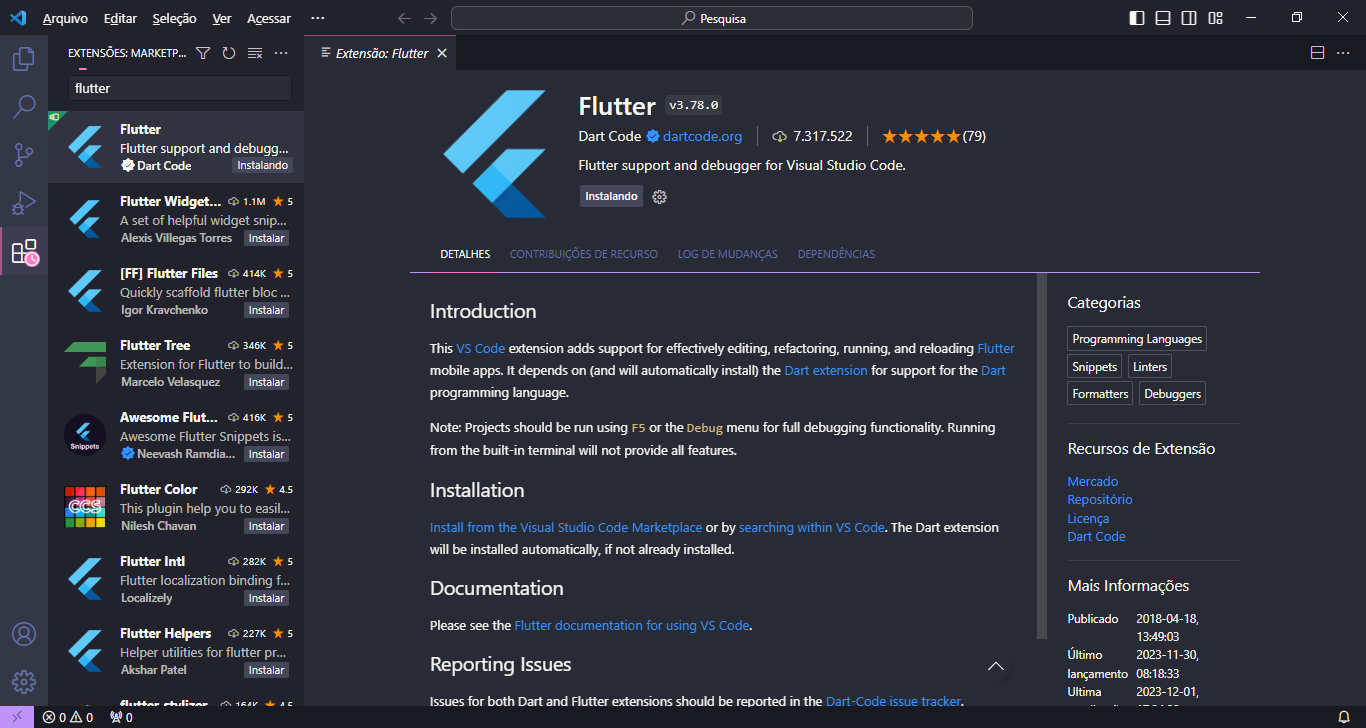 Arquivo Editar Seleção Ver Acessar ···
Pesquisa
EXTENSÕES: MARKETP...
flutter
Flutter
Flutter support and debugg...
Dart Code Instalando
Flutter Widget... 1.1M 5
A set of helpful widget snip...
Alexis Villegas Torres Instalar
[FF] Flutter Files 414K 5
Quickly scaffold flutter bloc ...
Igor Kravchenko Instalar
Flutter Tree 346K 5
Extension for Flutter to build...
Marcelo Velasquez Instalar
Snippets
Awesome Flut... 416K 5
Awesome Flutter Snippets is...
Neevash Ramdia... Instalar
CCS
Flutter Color 292K 4.5
This plugin help you to easil...
Nilesh Chavan Instalar
Flutter Intl 282K 5
Flutter localization binding f...
Localizely Instalar
Flutter Helpers 227K 5
Helper utilities for flutter pr...
Akshar Patel Instalar
flutter-stylizer 164K 4.5
Extensão: Flutter
Flutter v3.78.0
Dart Code dartcode.org 7.317.522 (79)
Flutter support and debugger for Visual Studio Code.
Instalando
DETALHES CONTRIBUIÇÕES DE RECURSO LOG DE MUDANÇAS DEPENDÊNCIAS
Introduction
This VS Code extension adds support for effectively editing, refactoring, running, and reloading Flutter
mobile apps. It depends on (and will automatically install) the Dart extension for support for the Dart
programming language.
Note: Projects should be run using F5 or the Debug menu for full debugging functionality. Running
from the built-in terminal will not provide all features.
Installation
Install from the Visual Studio Code Marketplace or by searching within VS Code. The Dart extension
will be installed automatically, if not already installed.
Documentation
Please see the Flutter documentation for using VS Code.
Reporting Issues
Issues for both Dart and Flutter extensions should be reported in the Dart-Code issue tracker.
Categorias
Programming Languages
Snippets Linters
Formatters Debuggers
Recursos de Extensão
Mercado
Repositório
Licença
Dart Code
Mais Informações
Publicado 2018-04-18,
13:49:03
Último 2023-11-30,
lançamento 08:18:33
Ultima 2023-12-01,
0 0 0